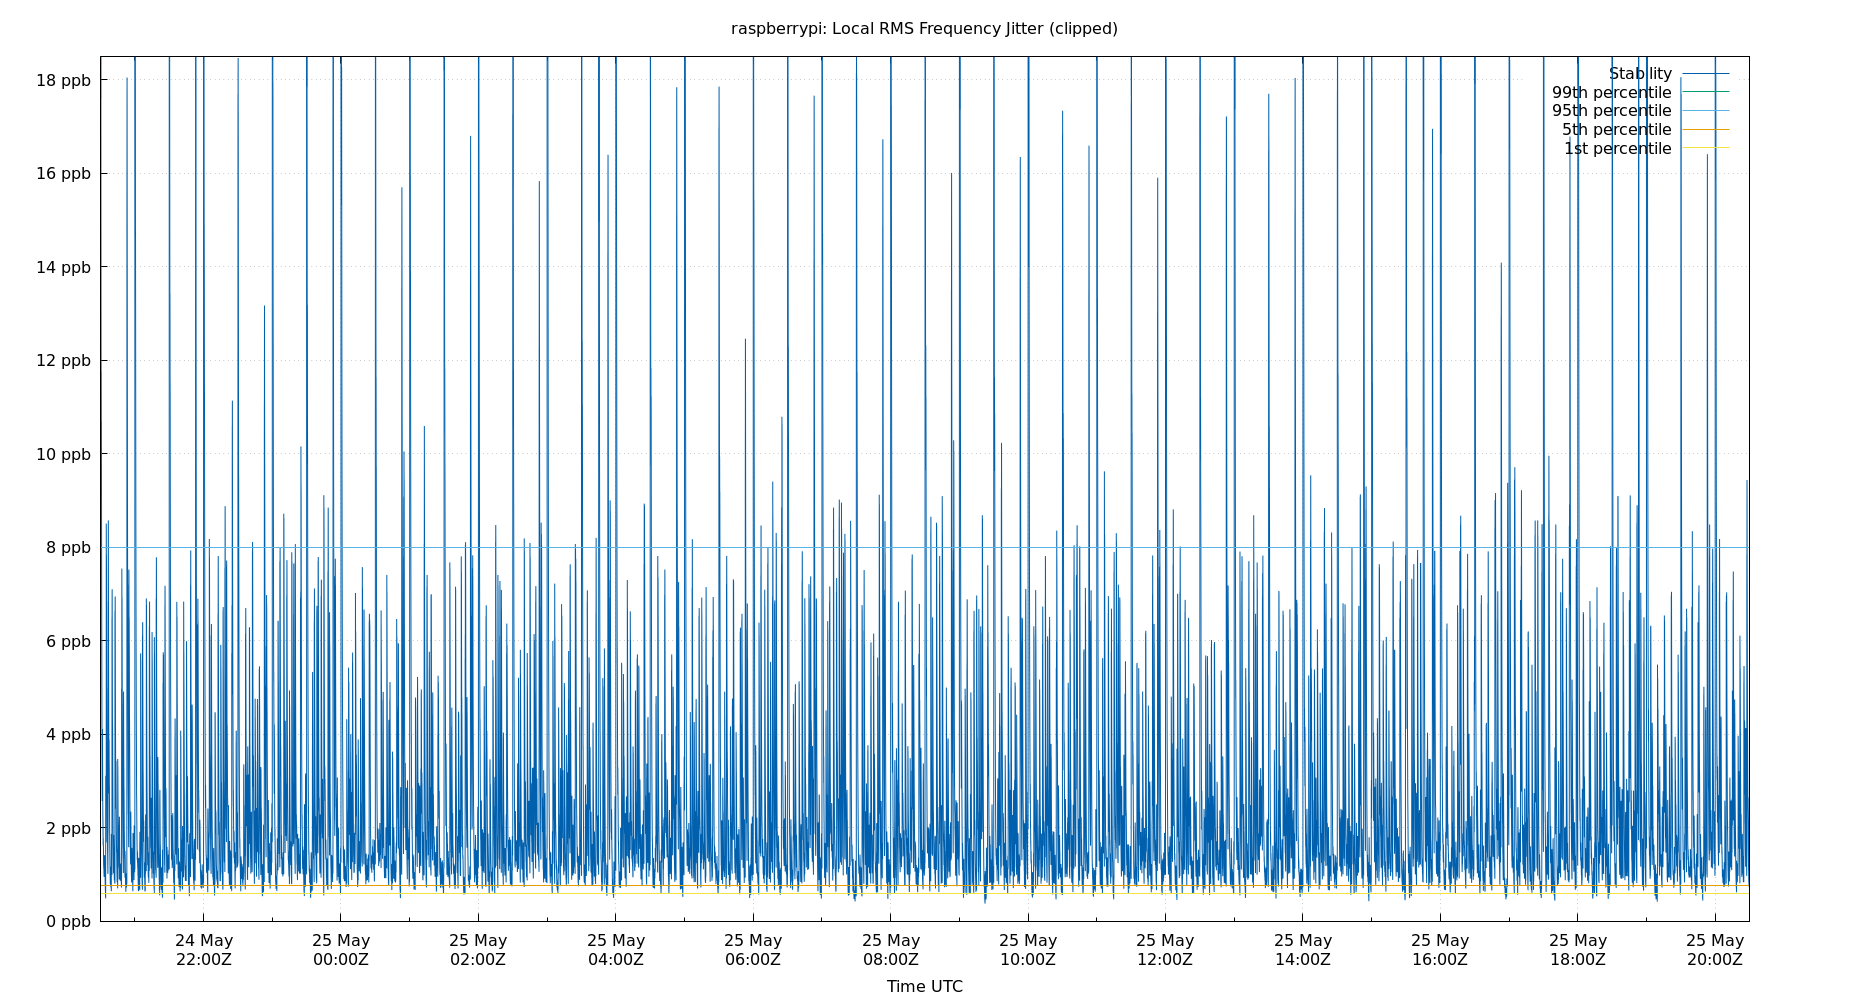 raspberrypi: Local RMS Frequency Jitter (clipped)
18 ppb
16 ppb
14 ppb
12 ppb
10 ppb
8 ppb
6 ppb
4 ppb
2 ppb
0 ppb
Stability
99th percentile
95th percentile
5th percentile
1st percentile
24 May
22:00Z
25 May
00:00Z
25 May
02:00Z
25 May
04:00Z
25 May
06:00Z
25 May
08:00Z
25 May
10:00Z
25 May
12:00Z
25 May
14:00Z
25 May
16:00Z
25 May
18:00Z
25 May
20:00Z
Time UTC